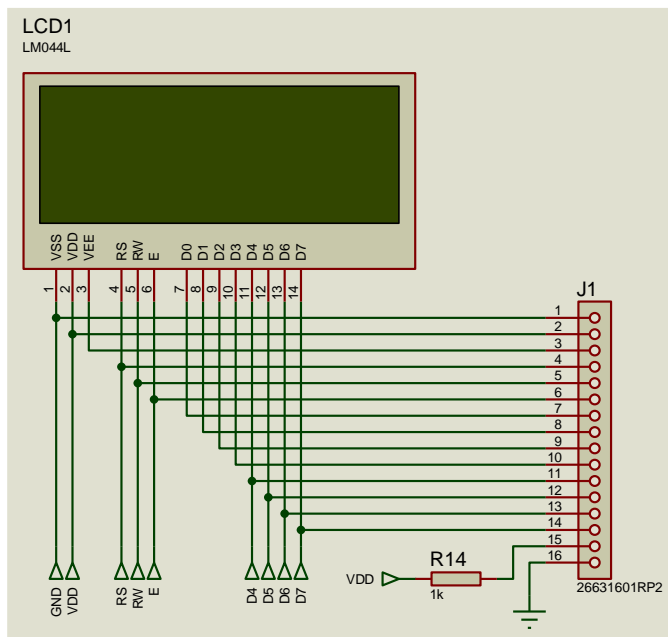 LCD1
LM044L
VSS
VDD
VEE
RS
RW
E
D0
D1
D2
D3
D4
D5
D6
D7
1
2
3
4
5
6
7
8
9
10
11
12
13
14
J1
1
2
3
4
5
6
7
8
9
10
11
12
13
14
15
16
26631601RP2
R14
1k
VDD
GND
VDD
RS
RW
E
D4
D5
D6
D7